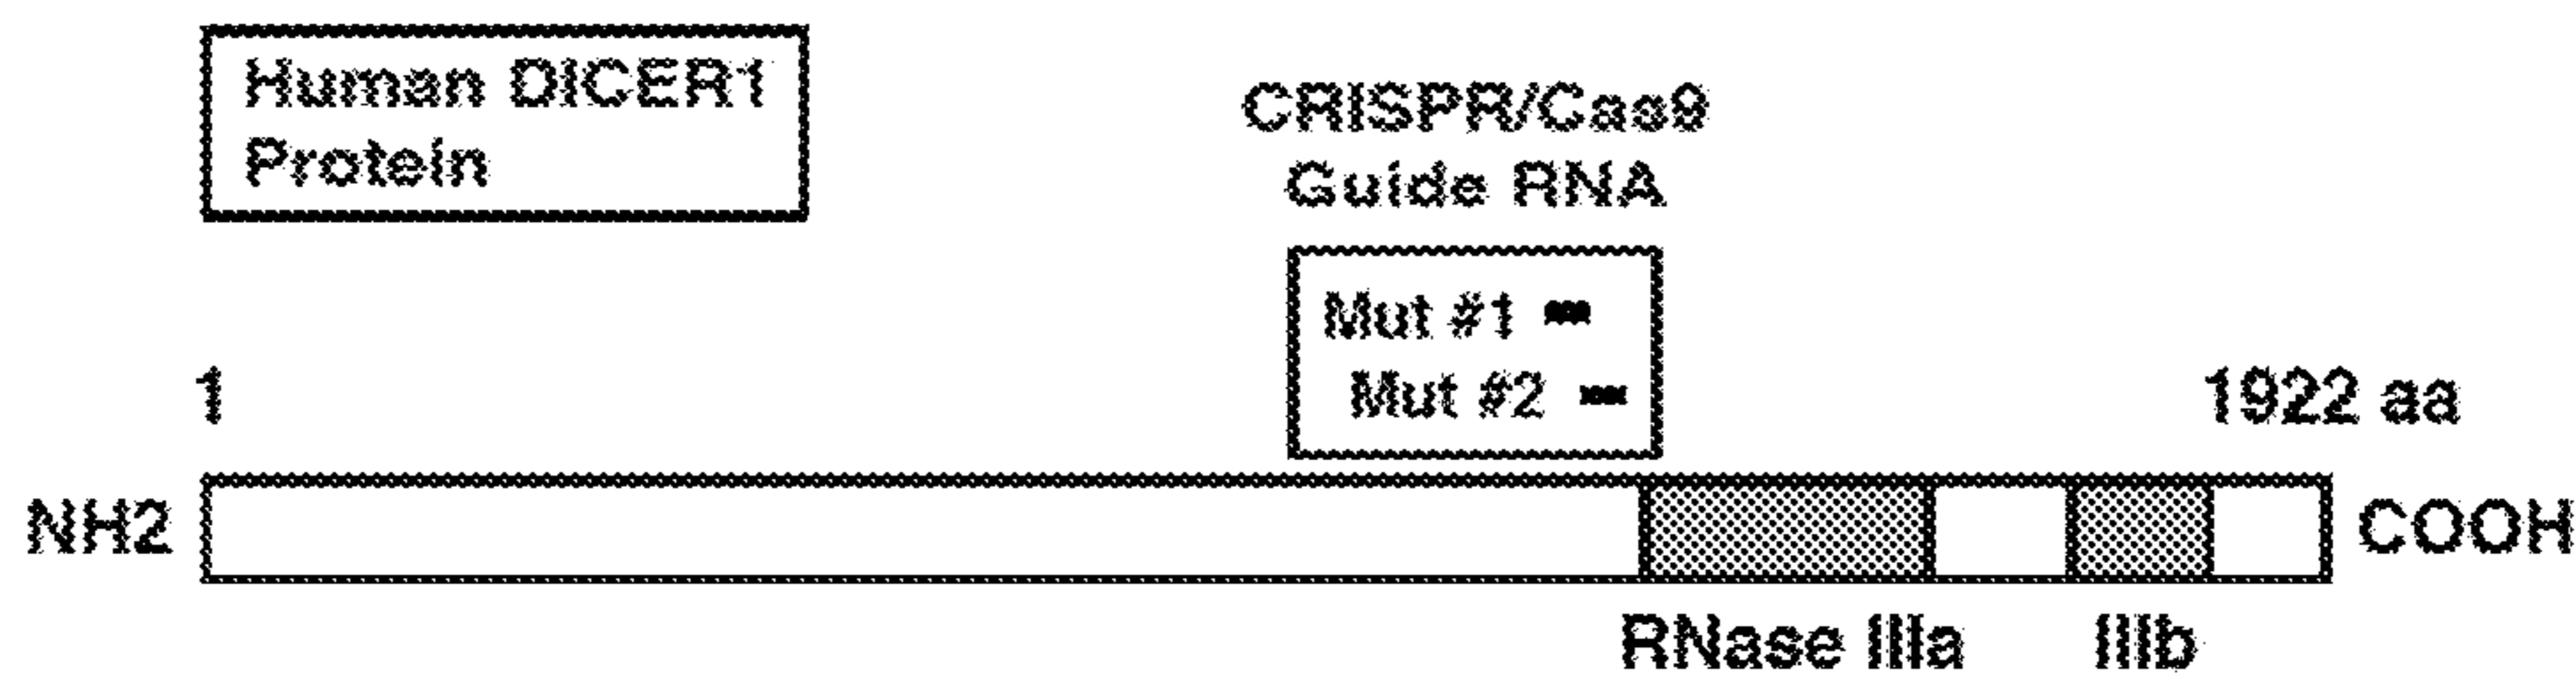 Human DICER1
Protein
CRISPR/Cas9
Guide RNA
Mut #1
Mut #2
1
1922 aa
NH2
COOH
RNase IIIa
IIIb